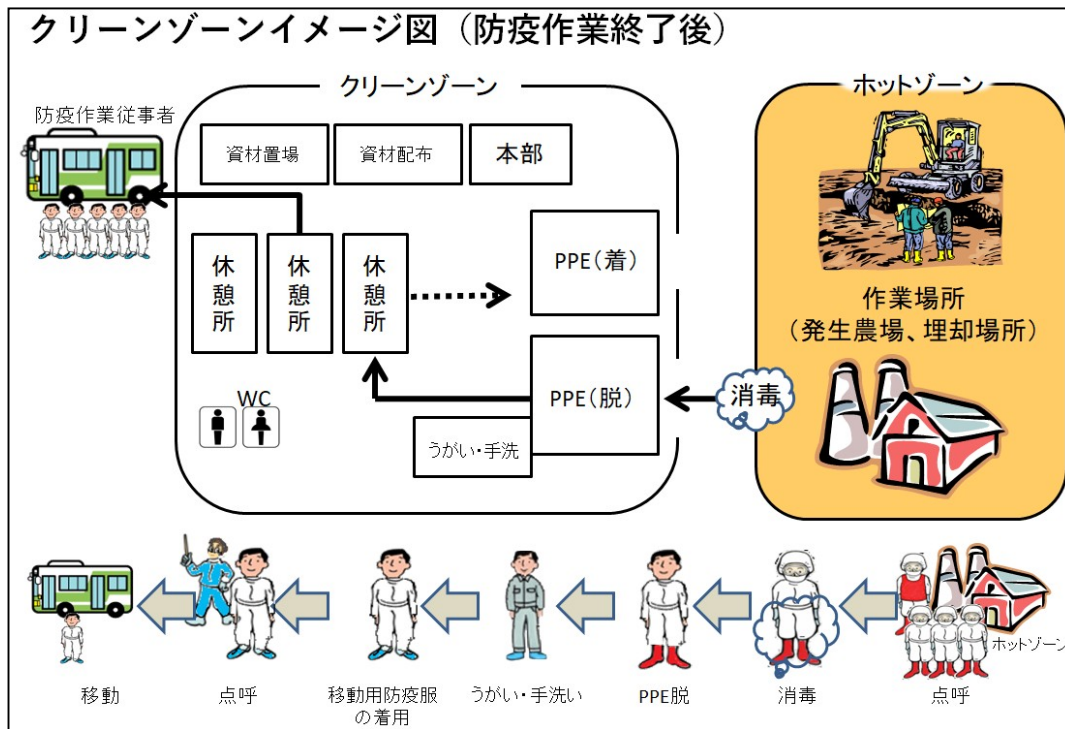 クリーンゾーンイメージ図（防疫作業終了後）
クリーンゾーン
ホットゾーン
防疫作業従事者
資材置場
資材配布
本部
休憩所
休憩所
休憩所
PPE（着）
作業場所
（発生農場、埋却場所）
PPE（脱）
消毒
WC
うがい・手洗
ホットゾーン
移動
点呼
移動用防疫服
の着用
うがい・手洗い
PPE脱
消毒
点呼